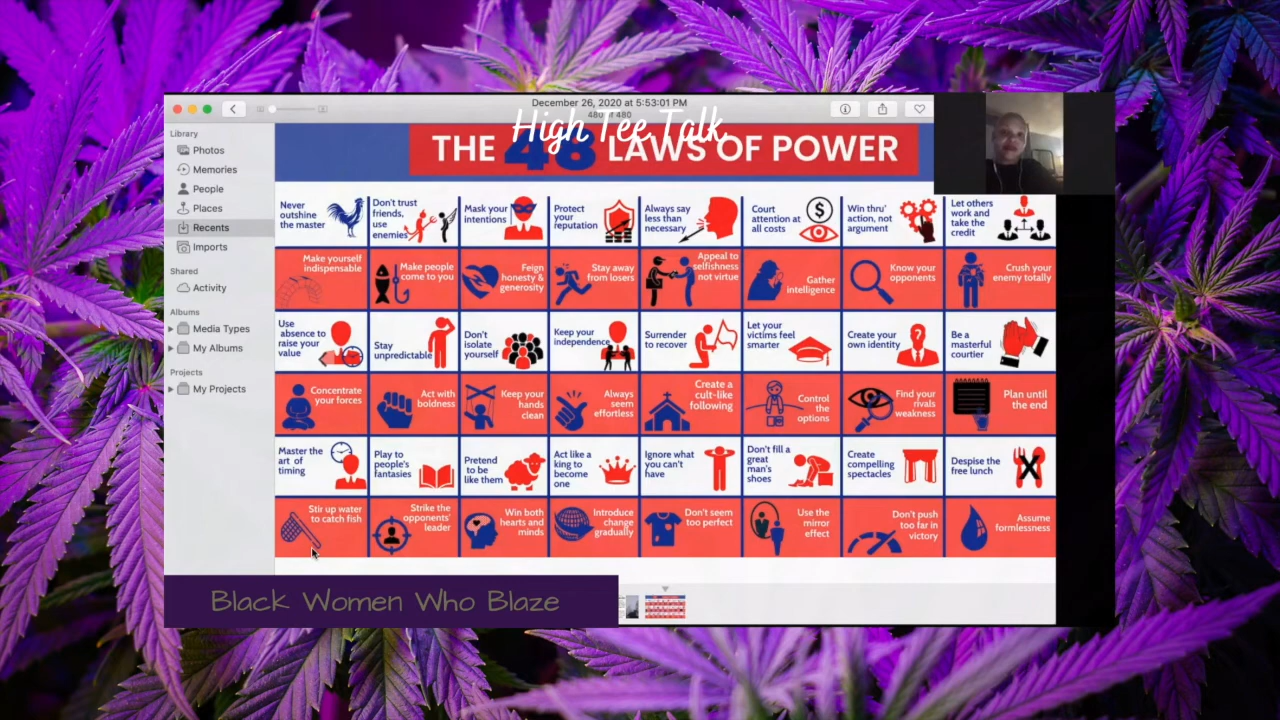 December 26, 2020 at 5:53:01 PM
480 of 480
High Tee Talk.
THE 48 LAWS OF POWER
Library
Photos
Memories
People
Places
Recents
Imports
Shared
Activity
Albums
Media Types
My Albums
Projects
My Projects
Never
outshine
the master
Don't trust
friends,
use
enemies
Mask your
intentions
Protect
your
reputation
Always say
less than
necessary
Court
attention at
all costs
Win thru'
action, not
argument
Let others
work and
take the
credit
Make yourself
indispensable
Make people
come to you
Feign
honesty &
generosity
Stay away
from losers
Appeal to
selfishness
not virtue
Gather
intelligence
Know your
opponents
Crush your
enemy totally
Use
absence to
raise your
value
Stay
unpredictable
Don't
isolate
yourself
Keep your
independence
Surrender
to recover
Let your
victims feel
smarter
Create your
own identity
Be a
masterful
courtier
Concentrate
your forces
Act with
boldness
Keep your
hands
clean
Always
seem
effortless
Create a
cult-like
following
Control
the
options
Find your
rivals
weakness
Plan until
the end
Master the
art of
timing
Play to
people's
fantasies
Pretend
to be
like them
Act like a
king to
become
one
Ignore what
you can't
have
Don't fill a
great
man's
shoes
Create
compelling
spectacles
Despise the
free lunch
Stir up water
to catch fish
Strike the
opponents'
leader
Win both
hearts and
minds
Introduce
change
gradually
Don't seem
too perfect
Use the
mirror
effect
Don't push
too far in
victory
Assume
formlessness
Black Women Who Blaze